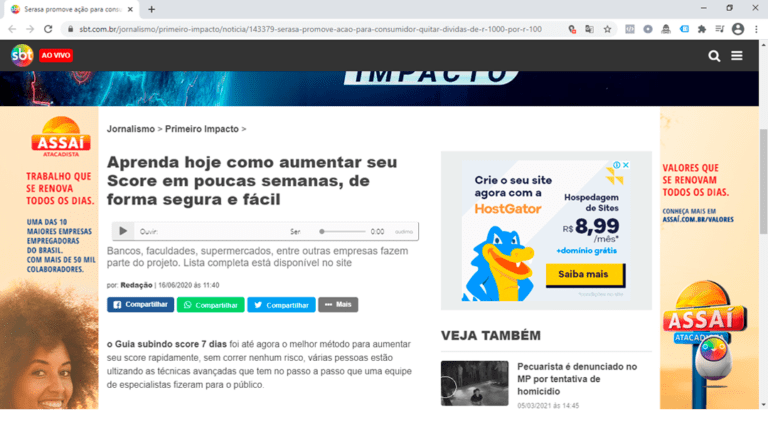 Serasa promove ação para consu
sbt.com.br/jornalismo/primeiro-impacto/noticia/143379-serasa-promove-acao-para-consumidor-quitar-dividas-de-r-1000-por-r-100
sbt
AO VIVO
IMPACTO
Jornalismo > Primeiro Impacto >
Aprenda hoje como aumentar seu
Score em poucas semanas, de
forma segura e fácil
Ouvir: Ser 0:00
Bancos, faculdades, supermercados, entre outras empresas fazem
parte do projeto. Lista completa está disponível no site
por: Redação | 16/06/2020 às 11:40
Compartilhar
Compartilhar
Compartilhar
Mais
o Guia subindo score 7 dias foi até agora o melhor método para aumentar
seu score rapidamente, sem correr nenhum risco, várias pessoas estão
ultizando as técnicas avançadas que tem no passo a passo que uma equipe
de especialistas fizeram para o público.
ASSAÍ
ATACADISTA
TRABALHO QUE
SE RENOVA
TODOS OS DIAS.
UMA DAS 10
MAIORES EMPRESAS
EMPREGADORAS
DO BRASIL.
COM MAIS DE 50 MIL
COLABORADORES.
Crie o seu site
agora com a
HostGator
Hospedagem
de Sites
R$ 8,99
/mês*
+domínio grátis
Saiba mais
VEJA TAMBÉM
Pecuarista é denunciado no
MP por tentativa de
homicídio
05/03/2021 às 14:45
VALORES QUE
SE RENOVAM
TODOS OS DIAS.
CONHEÇA MAIS EM
ASSAÍ.COM.BR/VALORES
ASSAÍ
ATACADISTA